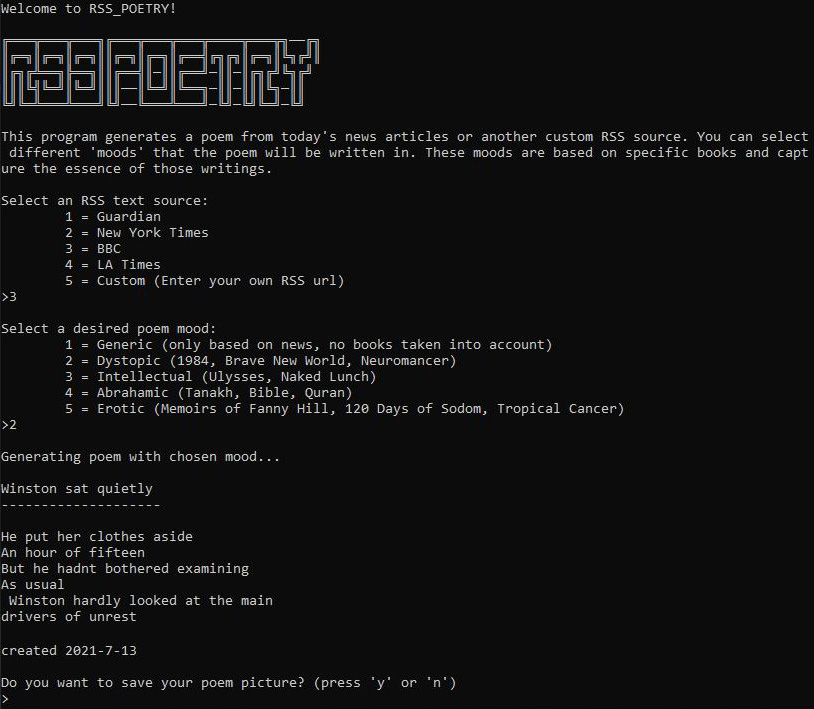 Welcome to RSS_POETRY!
RSS POETRY
This program generates a poem from today's news articles or another custom RSS source. You can select
different 'moods' that the poem will be written in. These moods are based on specific books and capt
ure the essence of those writings.
Select an RSS text source:
1 = Guardian
2 = New York Times
3 = BBC
4 = LA Times
5 = Custom (Enter your own RSS url)
>3
Select a desired poem mood:
1 = Generic (only based on news, no books taken into account)
2 = Dystopic (1984, Brave New World, Neuromancer)
3 = Intellectual (Ulysses, Naked Lunch)
4 = Abrahamic (Tanakh, Bible, Quran)
5 = Erotic (Memoirs of Fanny Hill, 120 Days of Sodom, Tropical Cancer)
>2
Generating poem with chosen mood...
Winston sat quietly
--------------------
He put her clothes aside
An hour of fifteen
But he hadnt bothered examining
As usual
Winston hardly looked at the main
drivers of unrest
created 2021-7-13
Do you want to save your poem picture? (press 'y' or 'n')
>